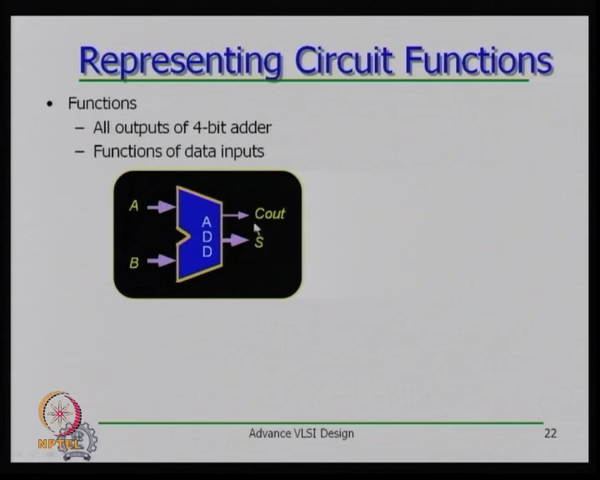 Representing Circuit Functions
• Functions
– All outputs of 4-bit adder
– Functions of data inputs
A
B
ADD
Cout
S
NPTEL
Advance VLSI Design
22